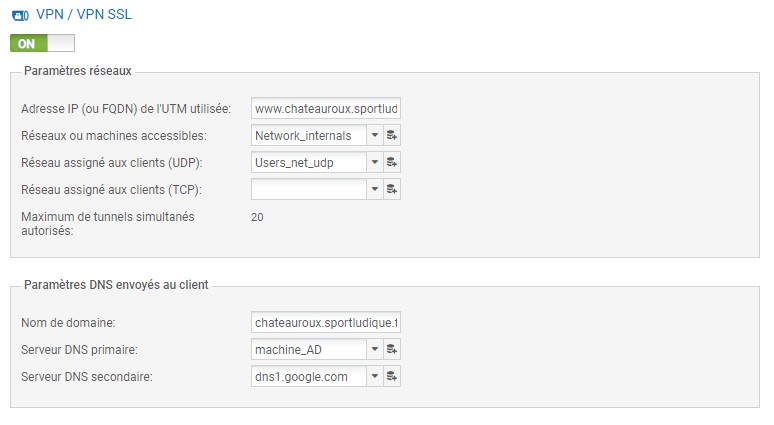 VPN / VPN SSL
ON
Paramètres réseaux
Adresse IP (ou FQDN) de l'UTM utilisée: www.chateauroux.sportlud
Réseaux ou machines accessibles: Network_internals
Réseau assigné aux clients (UDP): Users_net_udp
Réseau assigné aux clients (TCP):
Maximum de tunnels simultanés 20
autorisés:
Paramètres DNS envoyés au client
Nom de domaine: chateauroux.sportludique.f
Serveur DNS primaire: machine_AD
Serveur DNS secondaire: dns1.google.com